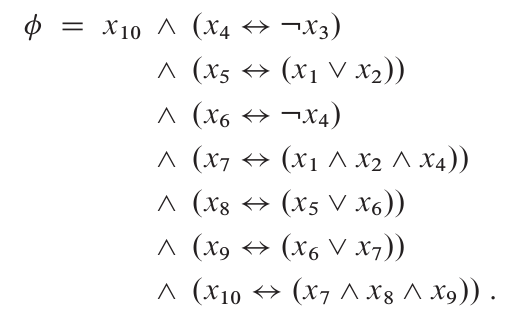 ϕ = x₁₀ ∧ (x₄ ↔ ¬x₃)
∧ (x₅ ↔ (x₁ ∨ x₂))
∧ (x₆ ↔ ¬x₄)
∧ (x₇ ↔ (x₁ ∧ x₂ ∧ x₄))
∧ (x₈ ↔ (x₅ ∨ x₆))
∧ (x₉ ↔ (x₆ ∨ x₇))
∧ (x₁₀ ↔ (x₇ ∧ x₈ ∧ x₉)) .